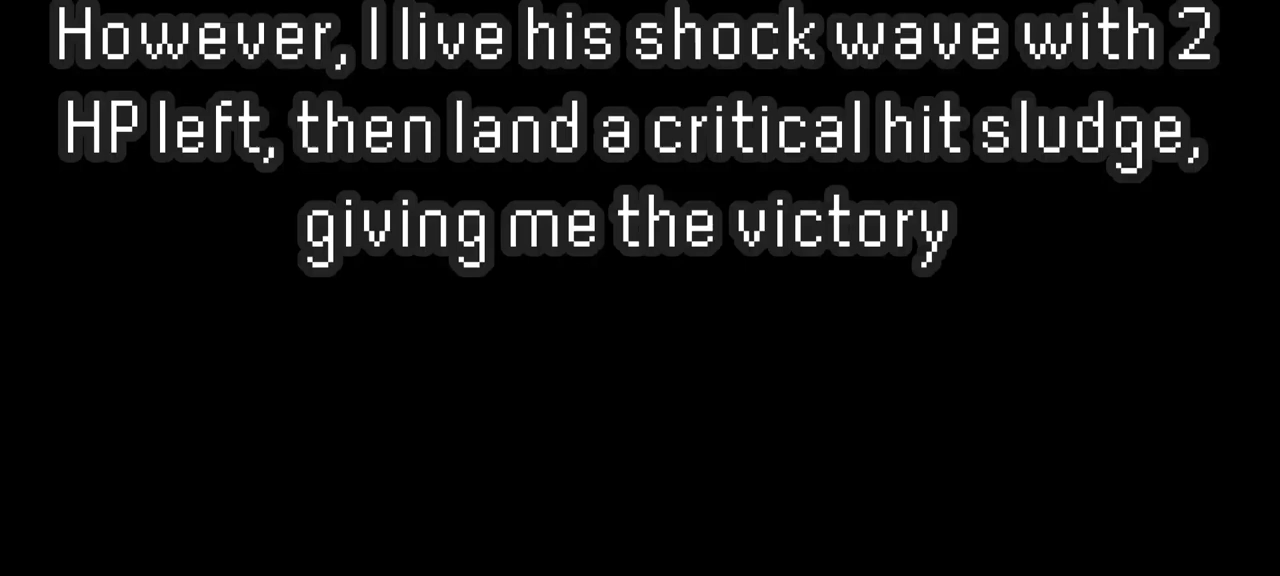 However, I live his shock wave with 2
HP left, then land a critical hit sludge,
giving me the victory